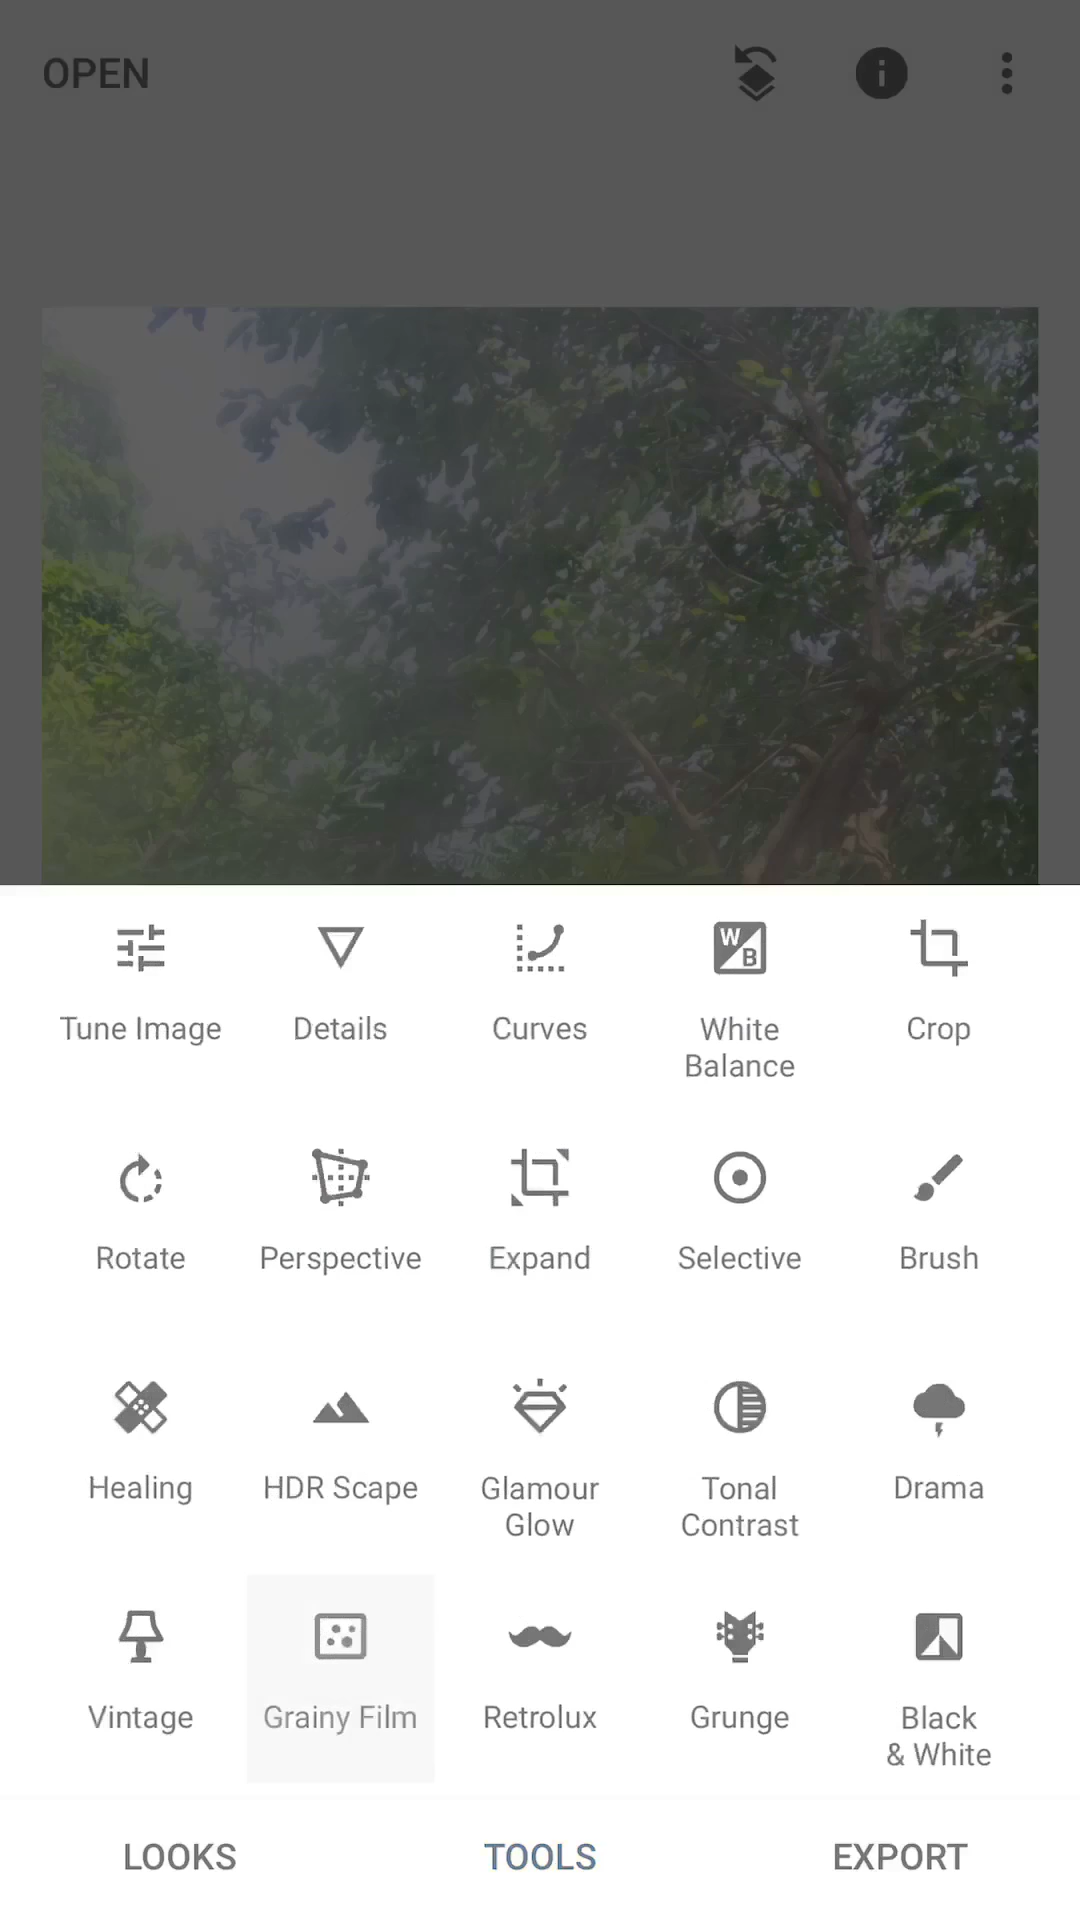 OPEN
Tune Image
Details
Curves
White
Balance
Crop
Rotate
Perspective
Expand
Selective
Brush
Healing
HDR Scape
Glamour
Glow
Tonal
Contrast
Drama
Vintage
Grainy Film
Retrolux
Grunge
Black
& White
LOOKS
TOOLS
EXPORT